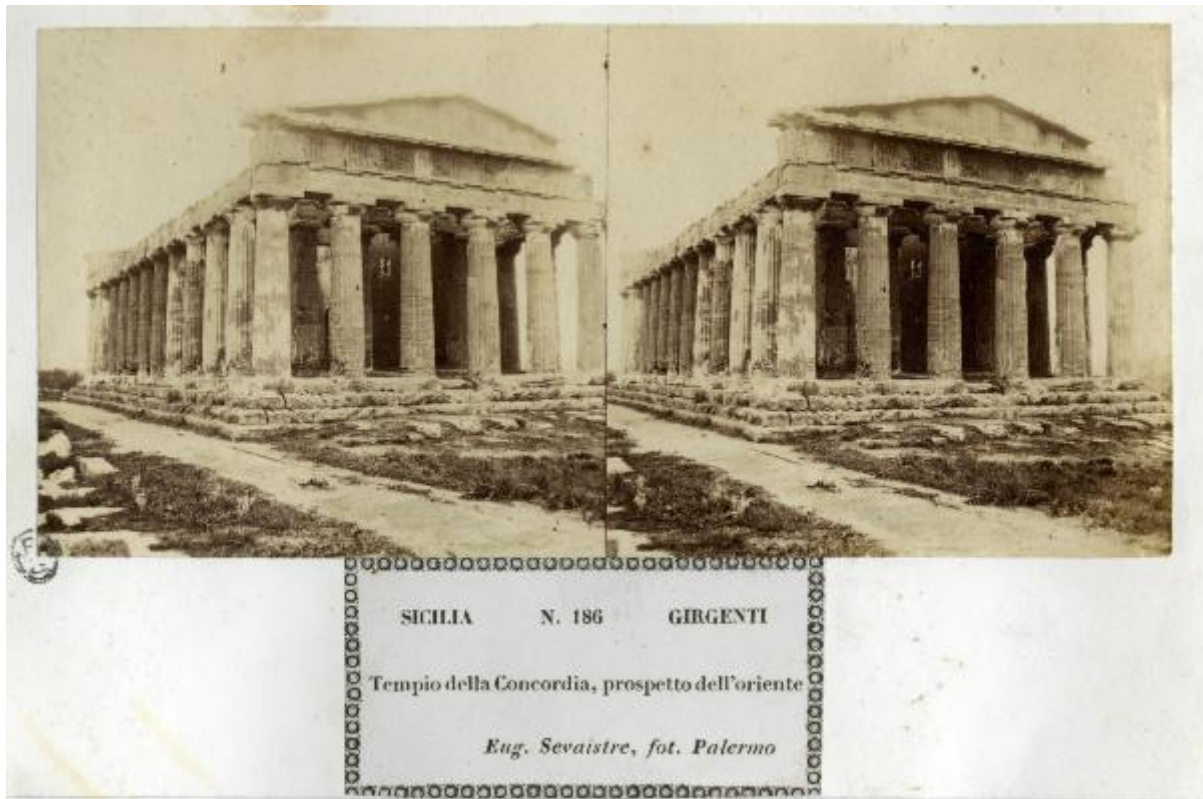 SICILIA N. 186 GIRGENTI
Tempio della Concordia, prospetto dell'oriente
Eug. Sevaistre, fot. Palermo